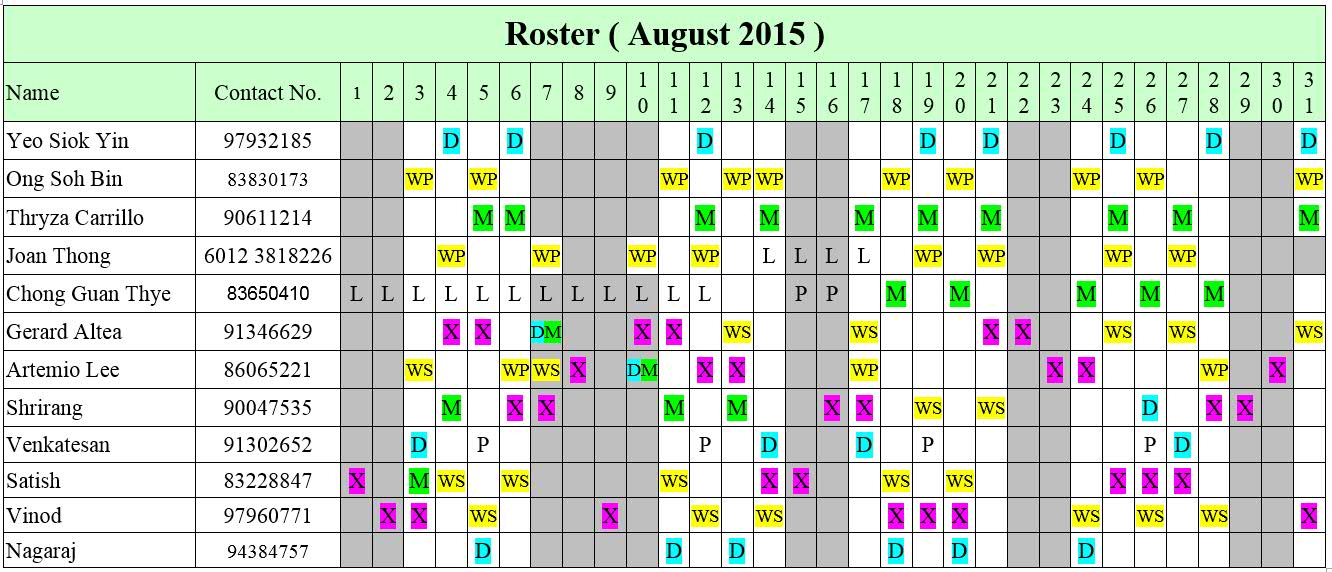 Roster ( August 2015 )
Name Contact No. 1 2 3 4 5 6 7 8 9 10 11 12 13 14 15 16 17 18 19 20 21 22 23 24 25 26 27 28 29 30 31
Yeo Siok Yin 97932185 D D D D D D D D
Ong Soh Bin 83830173 WP WP WP WP WP WP WP WP WP WP
Thryza Carrillo 90611214 M M M M M M M M M M
Joan Thong 6012 3818226 WP WP WP WP L L L L WP WP WP WP
Chong Guan Thye 83650410 L L L L L L L L L L L L P P M M M M M
Gerard Altea 91346629 X X DM X X WS WS X X WS WS WS
Artemio Lee 86065221 WS WP WS X DM X X WP X X WP X
Shrirang 90047535 M X X M M X X WS WS D X X
Venkatesan 91302652 D P P D D P P D
Satish 83228847 X M WS WS WS X X WS WS X X X
Vinod 97960771 X X WS X WS WS X X X WS WS WS X
Nagaraj 94384757 D D D D D D